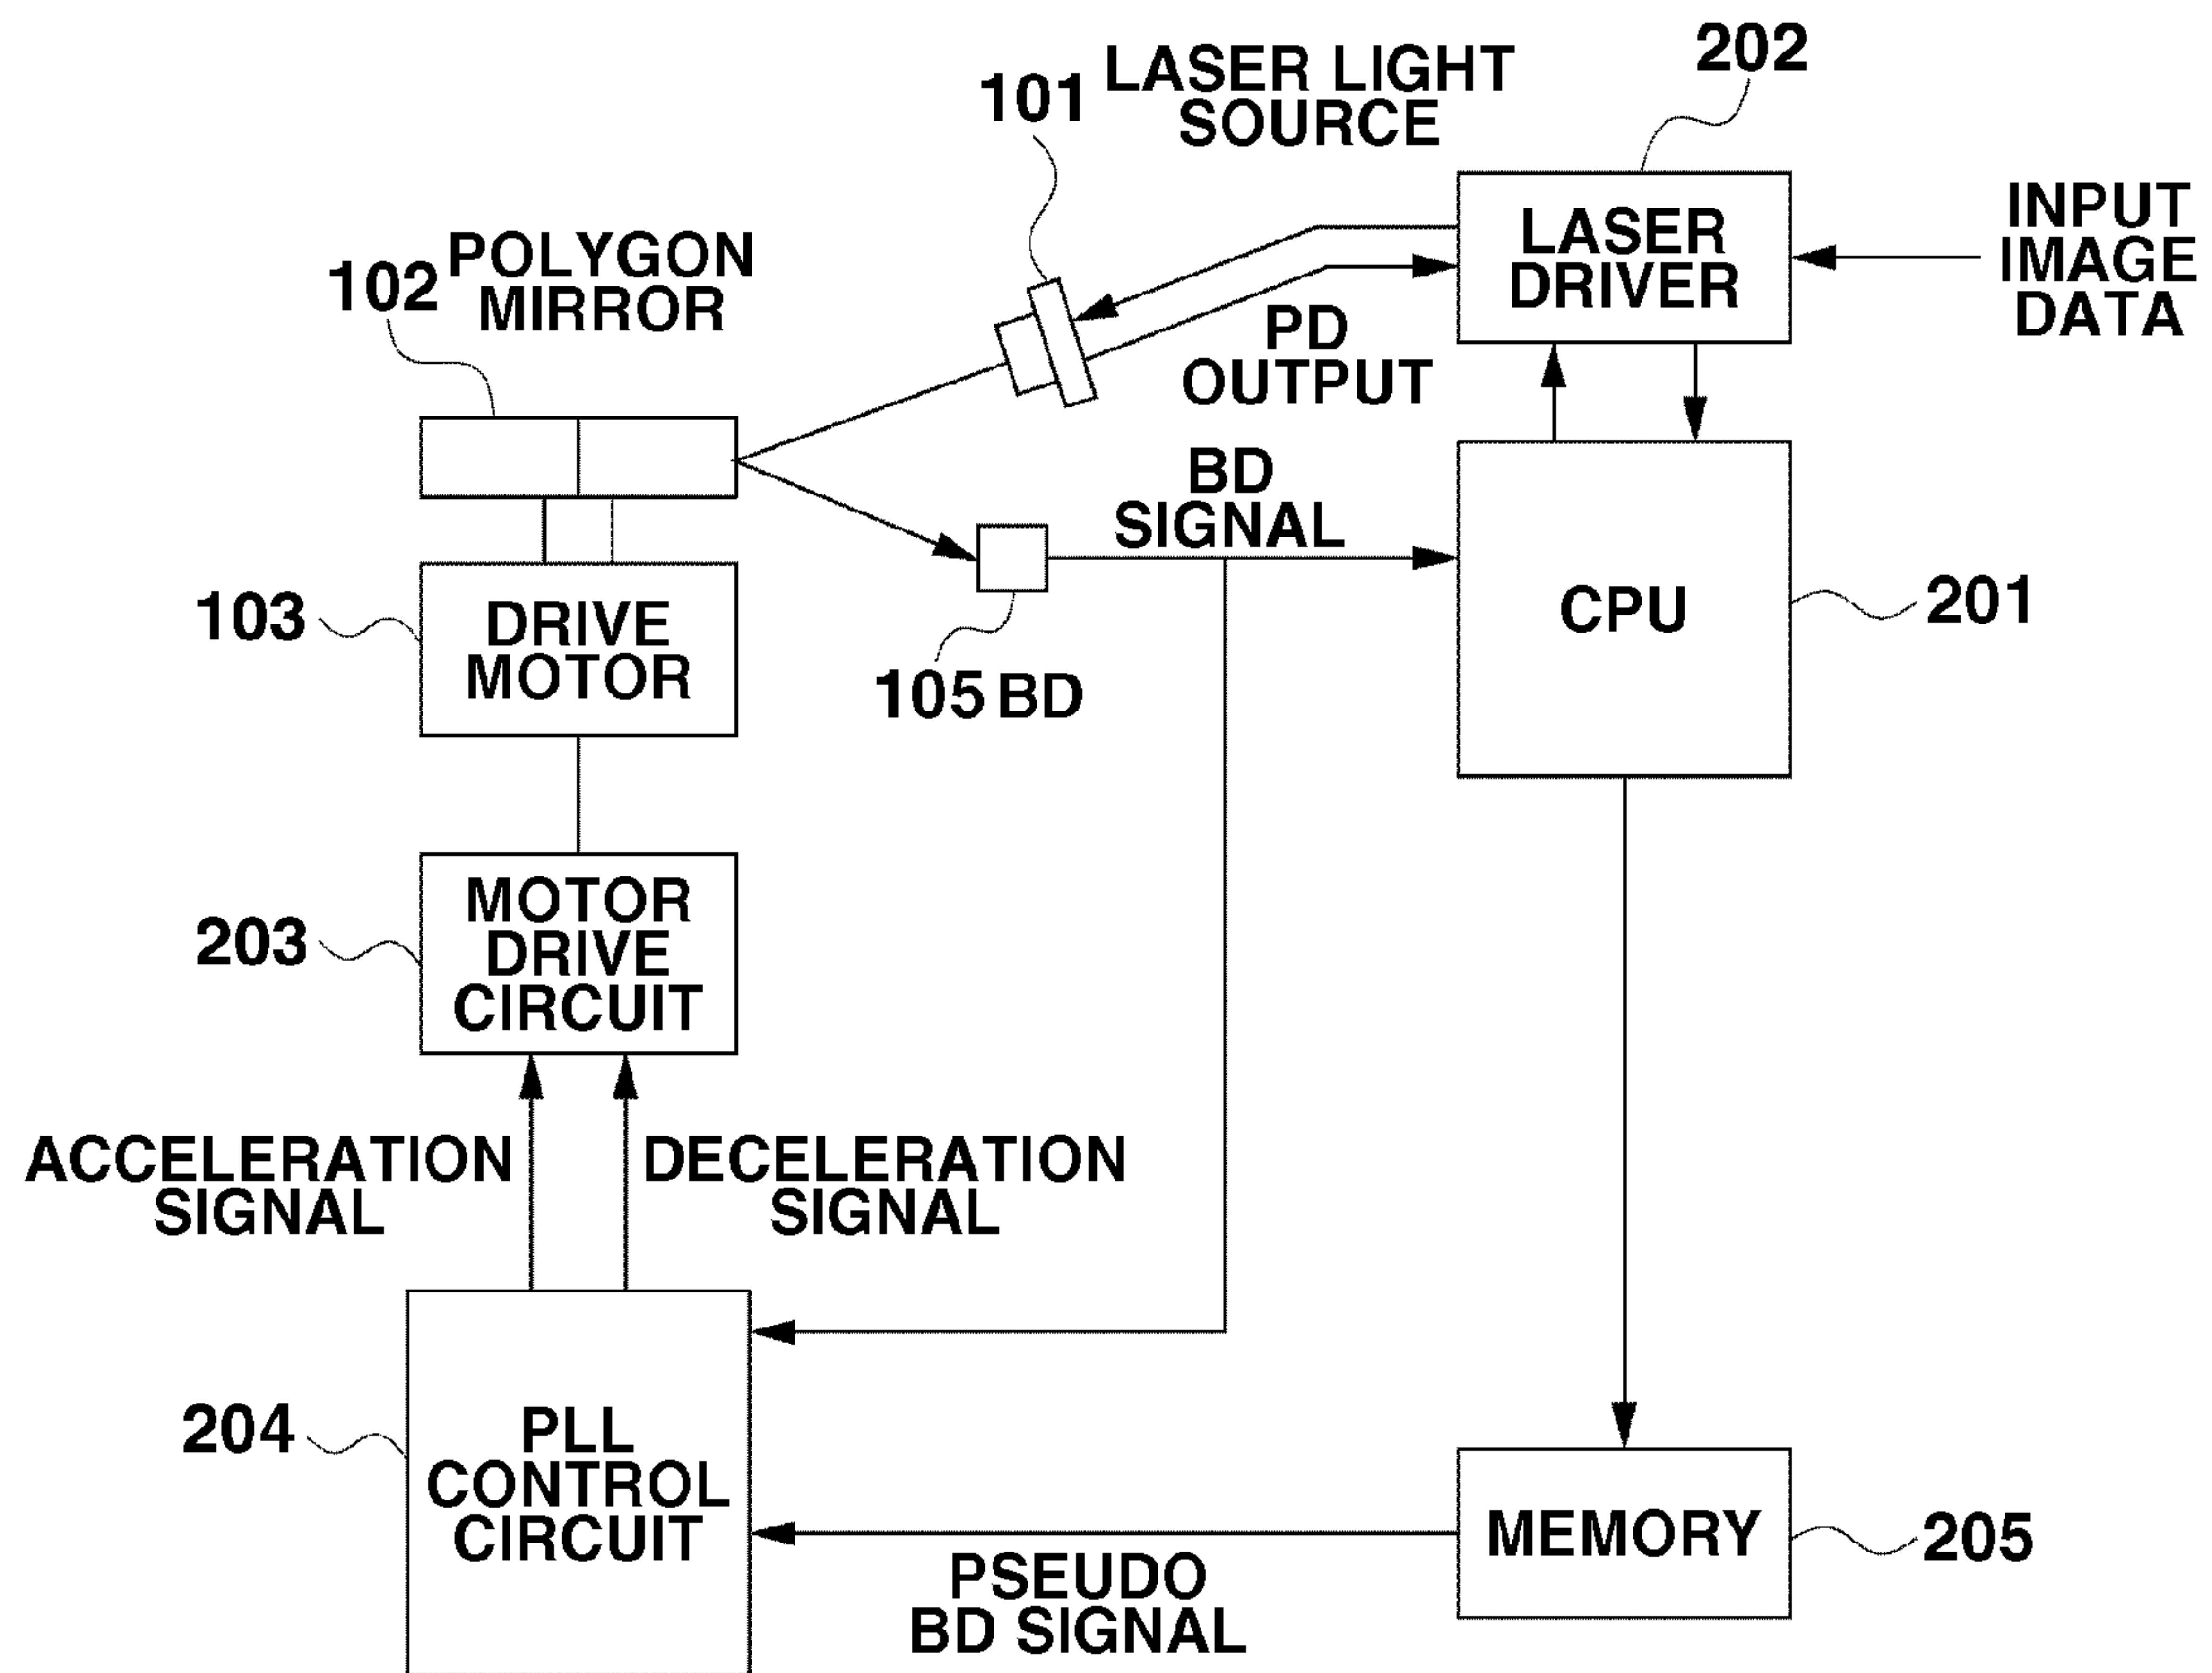 202
101 LASER LIGHT
SOURCE
LASER
DRIVER
INPUT
IMAGE
DATA
102 POLYGON
MIRROR
PD
OUTPUT
BD
SIGNAL
CPU
201
103
DRIVE
MOTOR
105 BD
203
MOTOR
DRIVE
CIRCUIT
ACCELERATION
SIGNAL
DECELERATION
SIGNAL
204
PLL
CONTROL
CIRCUIT
MEMORY
205
PSEUDO
BD SIGNAL